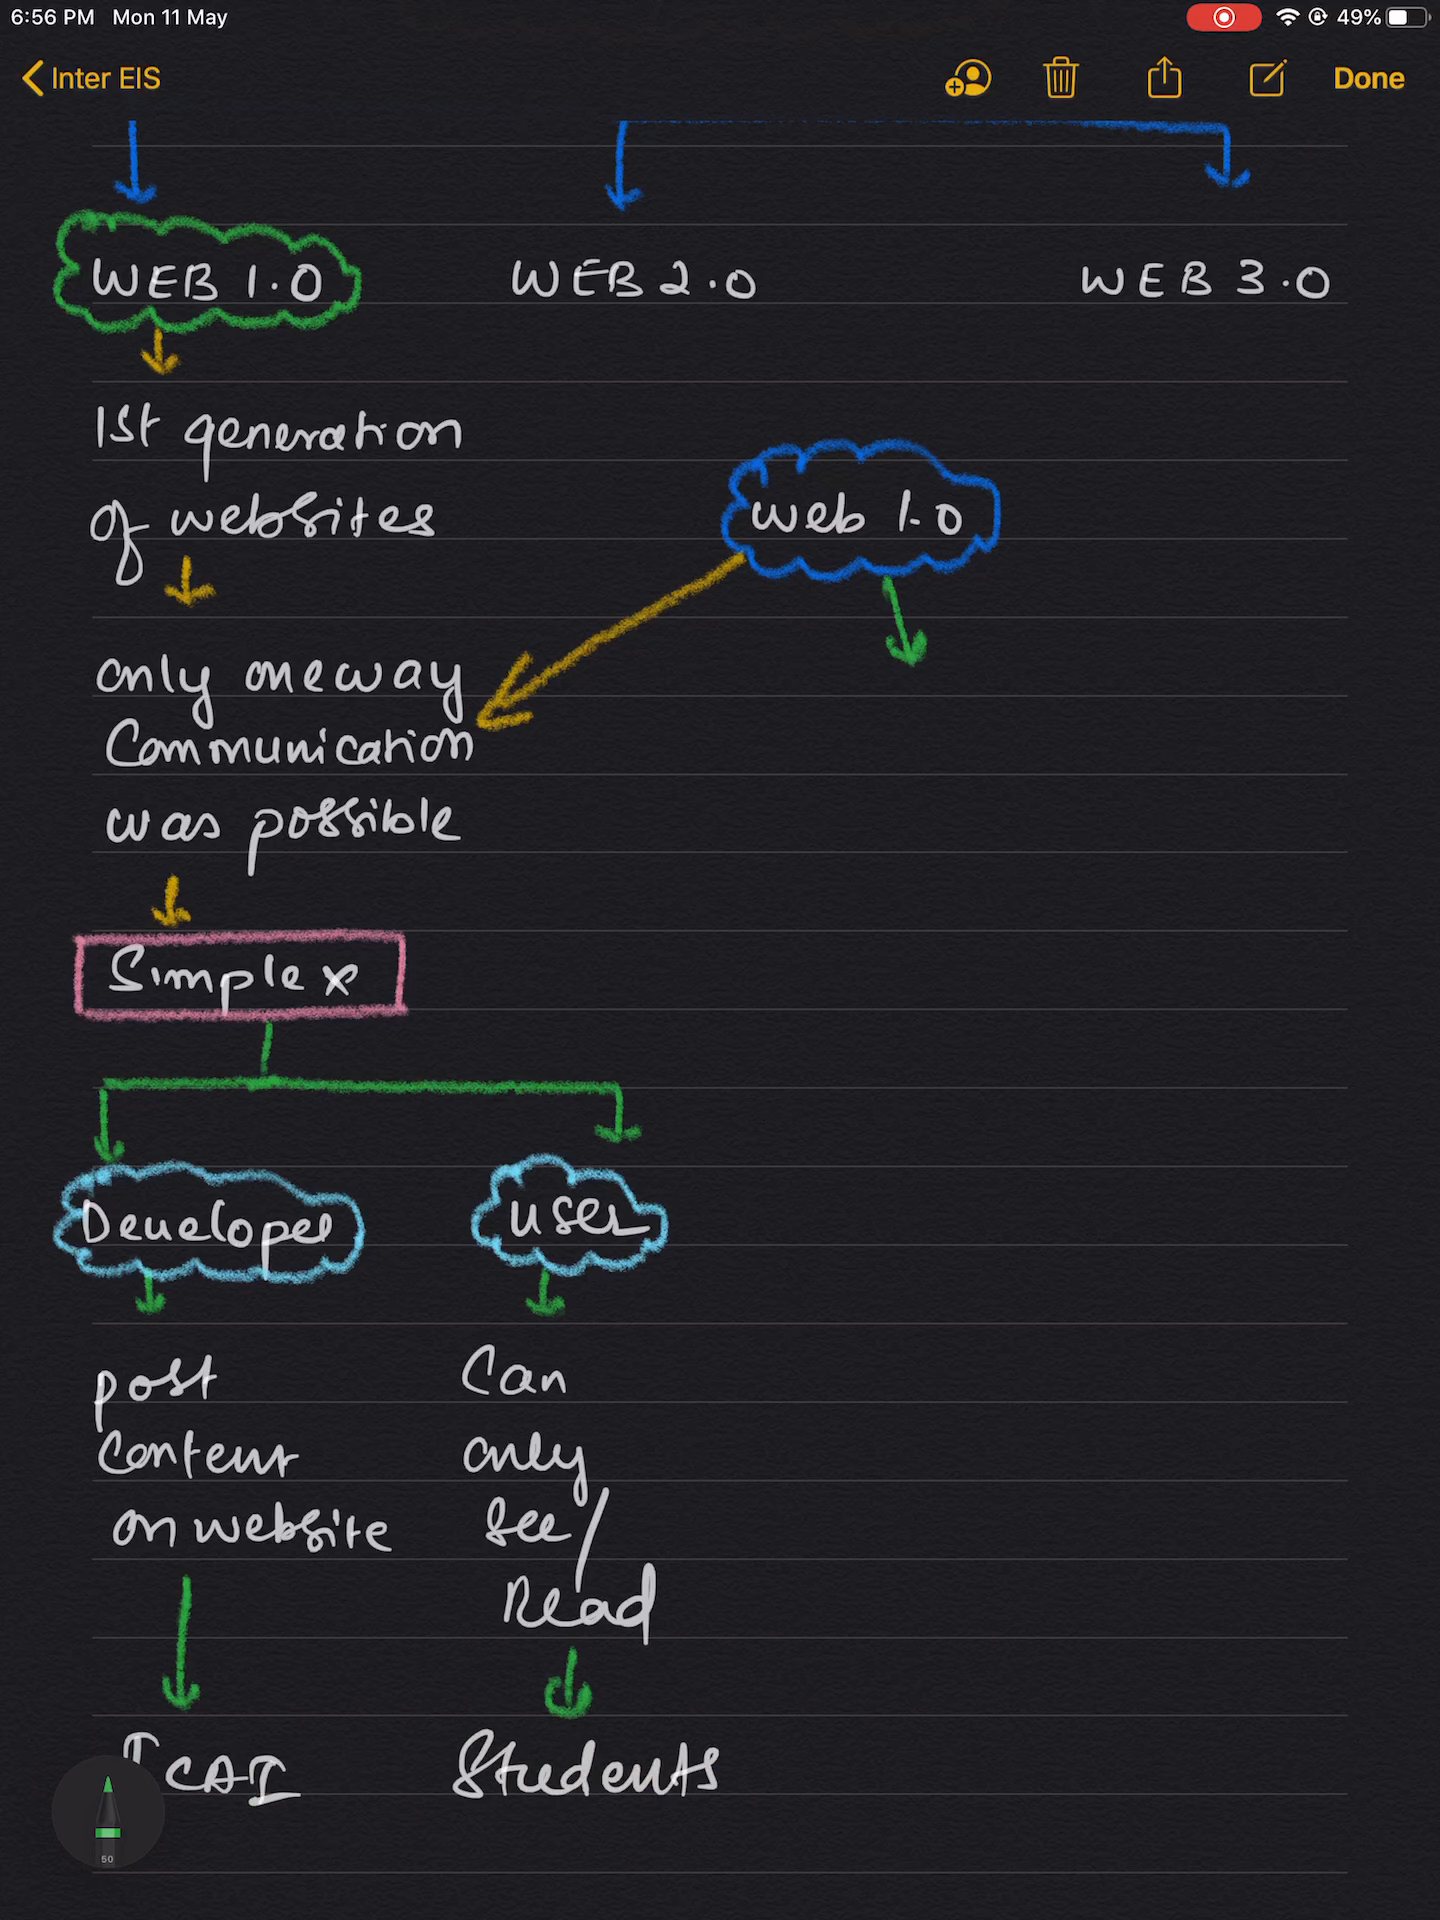 6:56 PM Mon 11 May 49%
Inter EIS Done
WEB 1.0 WEB 2.0 WEB 3.0
1st generation
of websites
web 1.0
only one way
Communication
was possible
Simplex
Developer user
post Can
Content only
on website see/
Read
ICAI Students
50